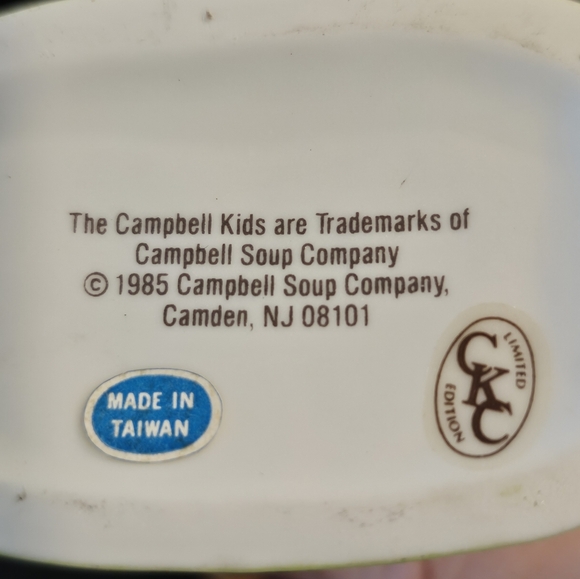 The Campbell Kids are Trademarks of
Campbell Soup Company
© 1985 Campbell Soup Company,
Camden, NJ 08101
MADE IN
TAIWAN
LIMITED
CKC
EDITION